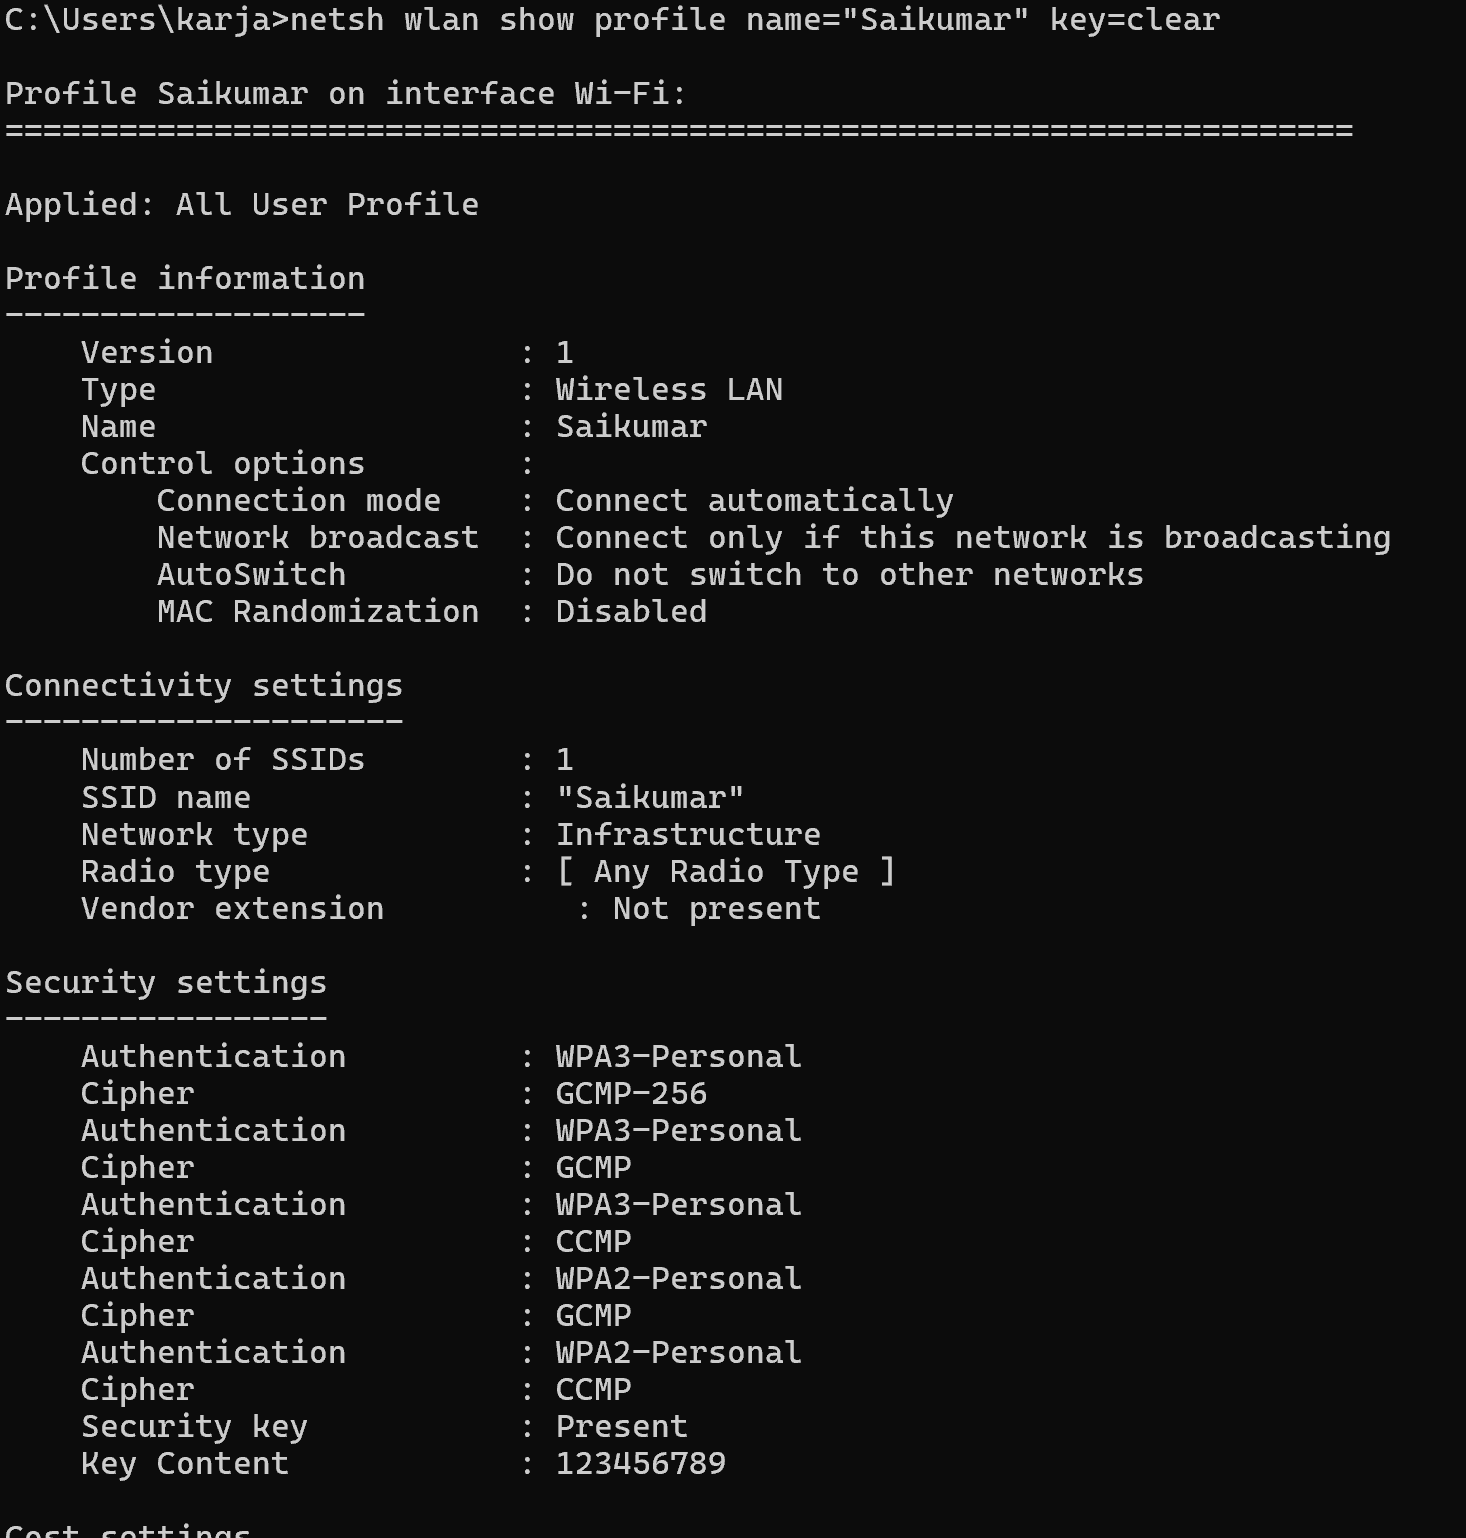 C:\Users\karja>netsh wlan show profile name="Saikumar" key=clear
Profile Saikumar on interface Wi-Fi:
=======================================================================
Applied: All User Profile
Profile information
-------------------
Version : 1
Type : Wireless LAN
Name : Saikumar
Control options :
Connection mode : Connect automatically
Network broadcast : Connect only if this network is broadcasting
AutoSwitch : Do not switch to other networks
MAC Randomization : Disabled
Connectivity settings
---------------------
Number of SSIDs : 1
SSID name : "Saikumar"
Network type : Infrastructure
Radio type : [ Any Radio Type ]
Vendor extension : Not present
Security settings
-----------------
Authentication : WPA3-Personal
Cipher : GCMP-256
Authentication : WPA3-Personal
Cipher : GCMP
Authentication : WPA3-Personal
Cipher : CCMP
Authentication : WPA2-Personal
Cipher : GCMP
Authentication : WPA2-Personal
Cipher : CCMP
Security key : Present
Key Content : 123456789
Cost settings